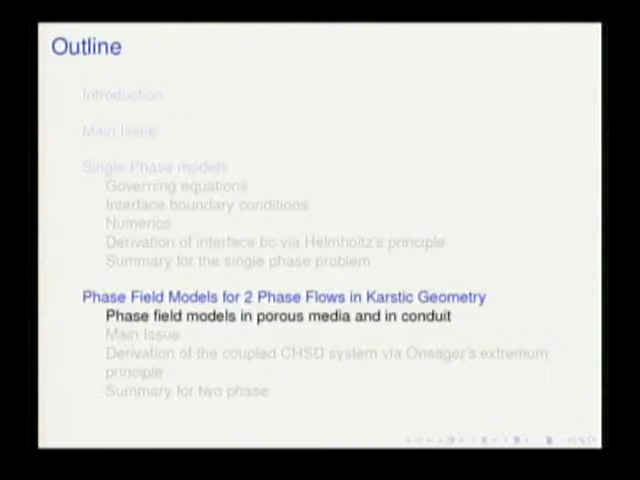 Outline
Introduction
Main Issue
Single Phase models
Governing equations
Interface boundary conditions
Numerics
Derivation of interface bc via Helmholtz's principle
Summary for the single phase problem
Phase Field Models for 2 Phase Flows in Karstic Geometry
Phase field models in porous media and in conduit
Main Issue
Derivation of the coupled CHSD system via Onsager's extremum
principle
Summary for two phase